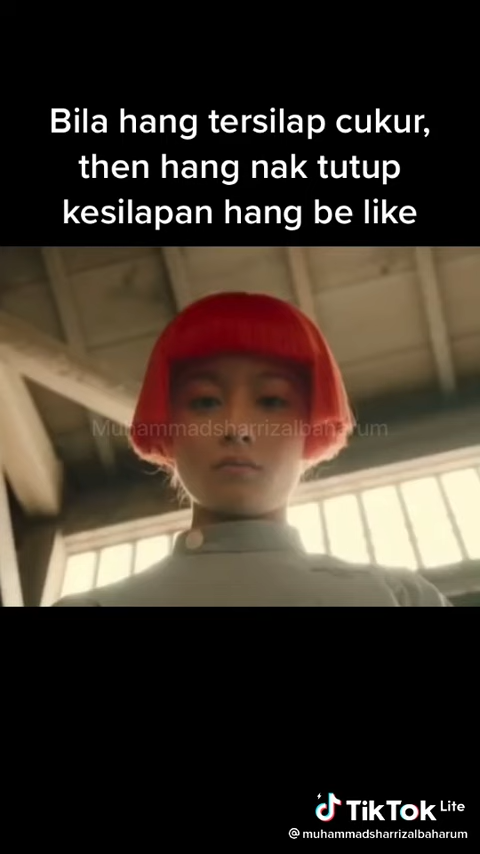 Bila hang tersilap cukur,
then hang nak tutup
kesilapan hang be like
Muhammadsharrizalbaharum
TikTok Lite
@muhammadsharrizalbaharum